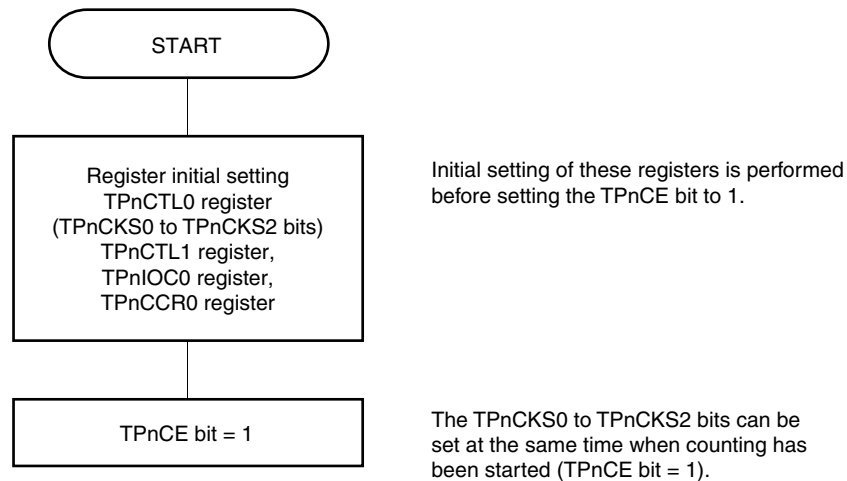 START
Register initial setting
TPnCTL0 register
(TPnCKS0 to TPnCKS2 bits)
TPnCTL1 register,
TPnIOC0 register,
TPnCCR0 register
Initial setting of these registers is performed
before setting the TPnCE bit to 1.
TPnCE bit = 1
The TPnCKS0 to TPnCKS2 bits can be
set at the same time when counting has
been started (TPnCE bit = 1).